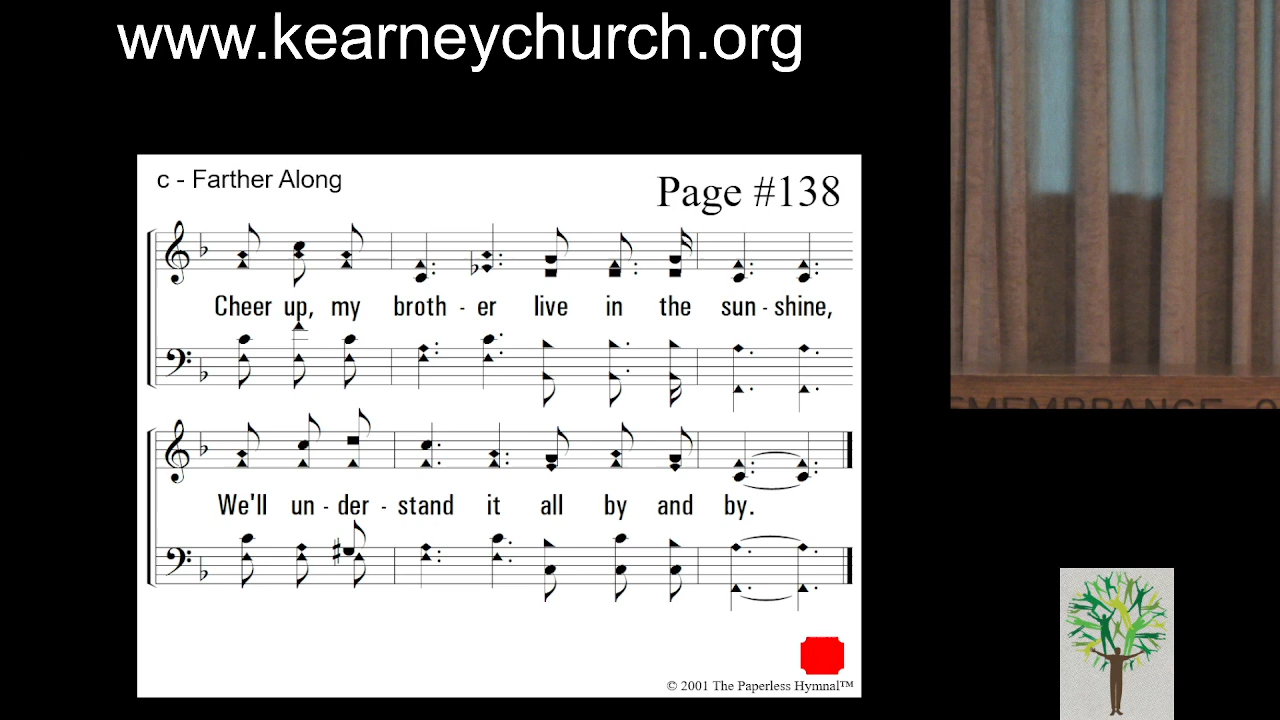 www.kearneychurch.org
c - Farther Along
Page #138
Cheer up, my broth - er live in the sun - shine,
We'll un - der - stand it all by and by.
© 2001 The Paperless Hymnal™